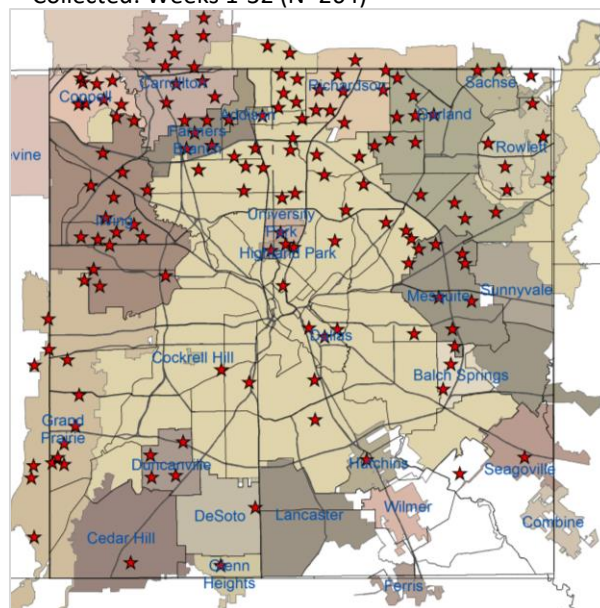 Collected: Weeks 1-32 (N=204)
Coppell
Carrollton
Addison
Richardson
Sachse
Garland
Farmers
Branch
Rowlett
evine
Irving
University
Park
Highland Park
Mesquite
Sunnyvale
Dallas
Cockrell Hill
Balch Springs
Grand
Prairie
Duncanville
Hutchins
Seagoville
DeSoto
Lancaster
Wilmer
Combine
Cedar Hill
Glenn
Heights
Ferris